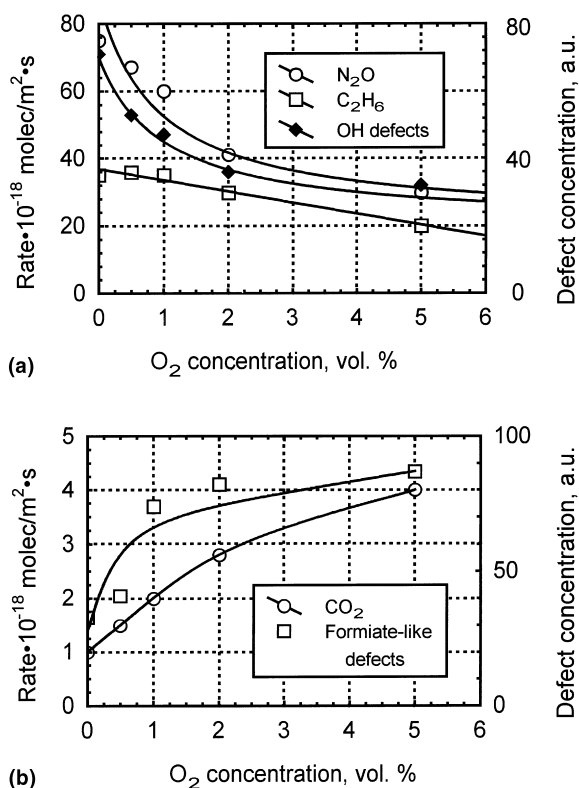 80
60
40
20
0
80
40
0
Rate•10⁻¹⁸ molec/m²•s
Defect concentration, a.u.
N₂O
C₂H₆
OH defects
0 1 2 3 4 5 6
O₂ concentration, vol. %
(a)
5
4
3
2
1
0
100
50
0
Rate•10⁻¹⁸ molec/m²•s
Defect concentration, a.u.
CO₂
Formiate-like
defects
0 1 2 3 4 5 6
O₂ concentration, vol. %
(b)